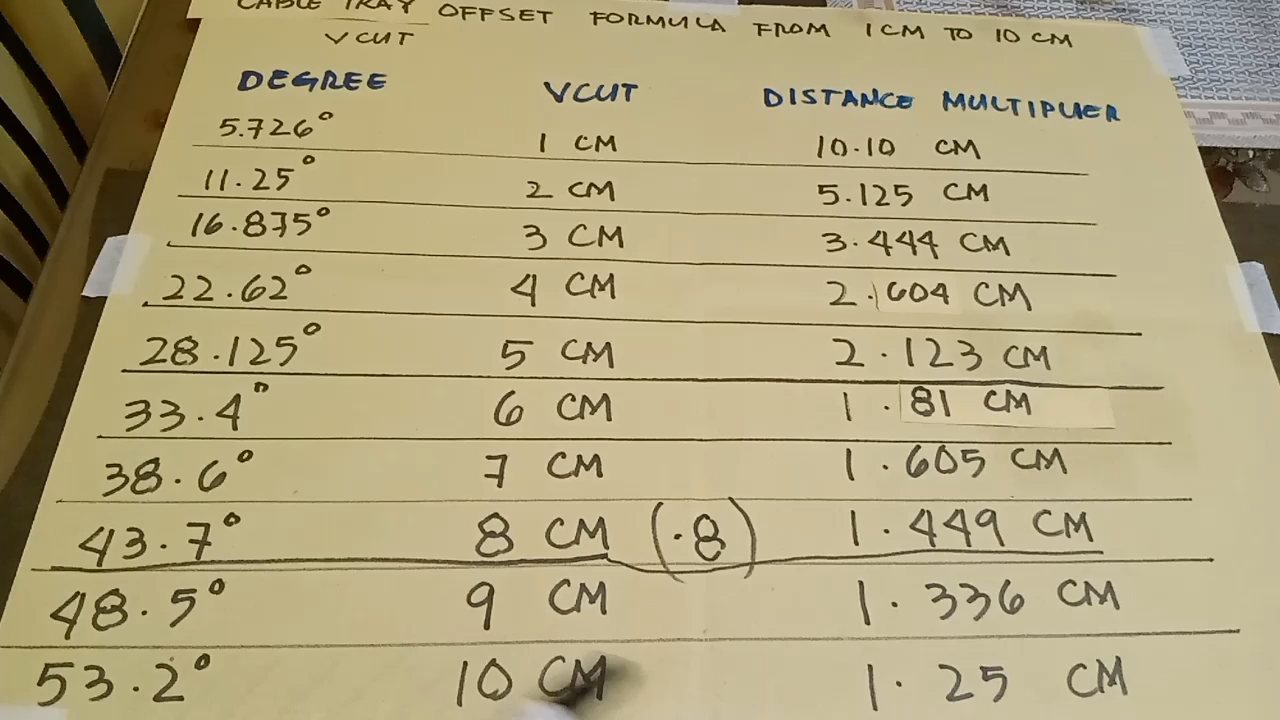 CABLE TRAY OFFSET FORMULA FROM 1CM TO 10 CM
VCUT
DEGREE VCUT DISTANCE MULTIPLIER
5.726° 1 CM 10.10 CM
11.25° 2 CM 5.125 CM
16.875° 3 CM 3.444 CM
22.62° 4 CM 2.604 CM
28.125° 5 CM 2.123 CM
33.4° 6 CM 1.81 CM
38.6° 7 CM 1.605 CM
43.7° 8 CM (.8) 1.449 CM
48.5° 9 CM 1.336 CM
53.2° 10 CM 1.25 CM